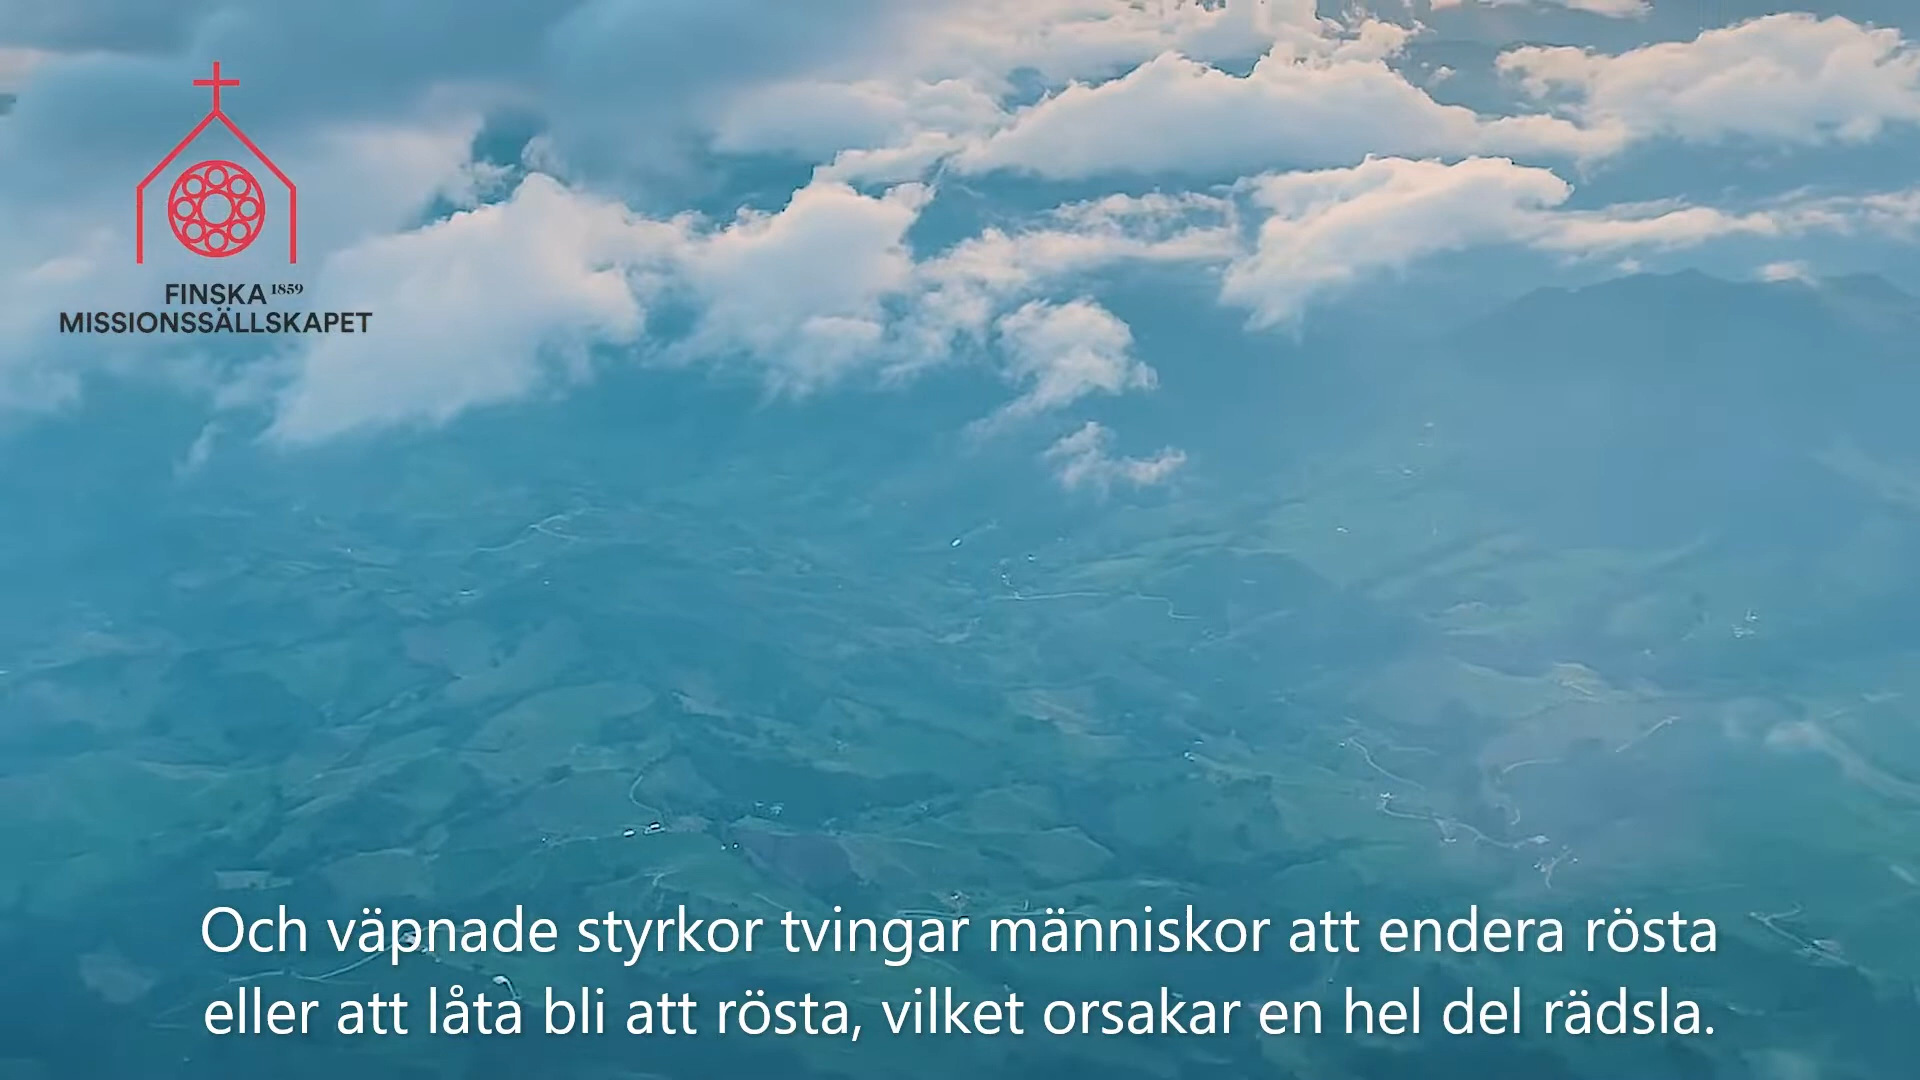 FINSKA 1859
MISSIONSSÄLLSKAPET
Och väpnade styrkor tvingar människor att endera rösta
eller att låta bli att rösta, vilket orsakar en hel del rädsla.